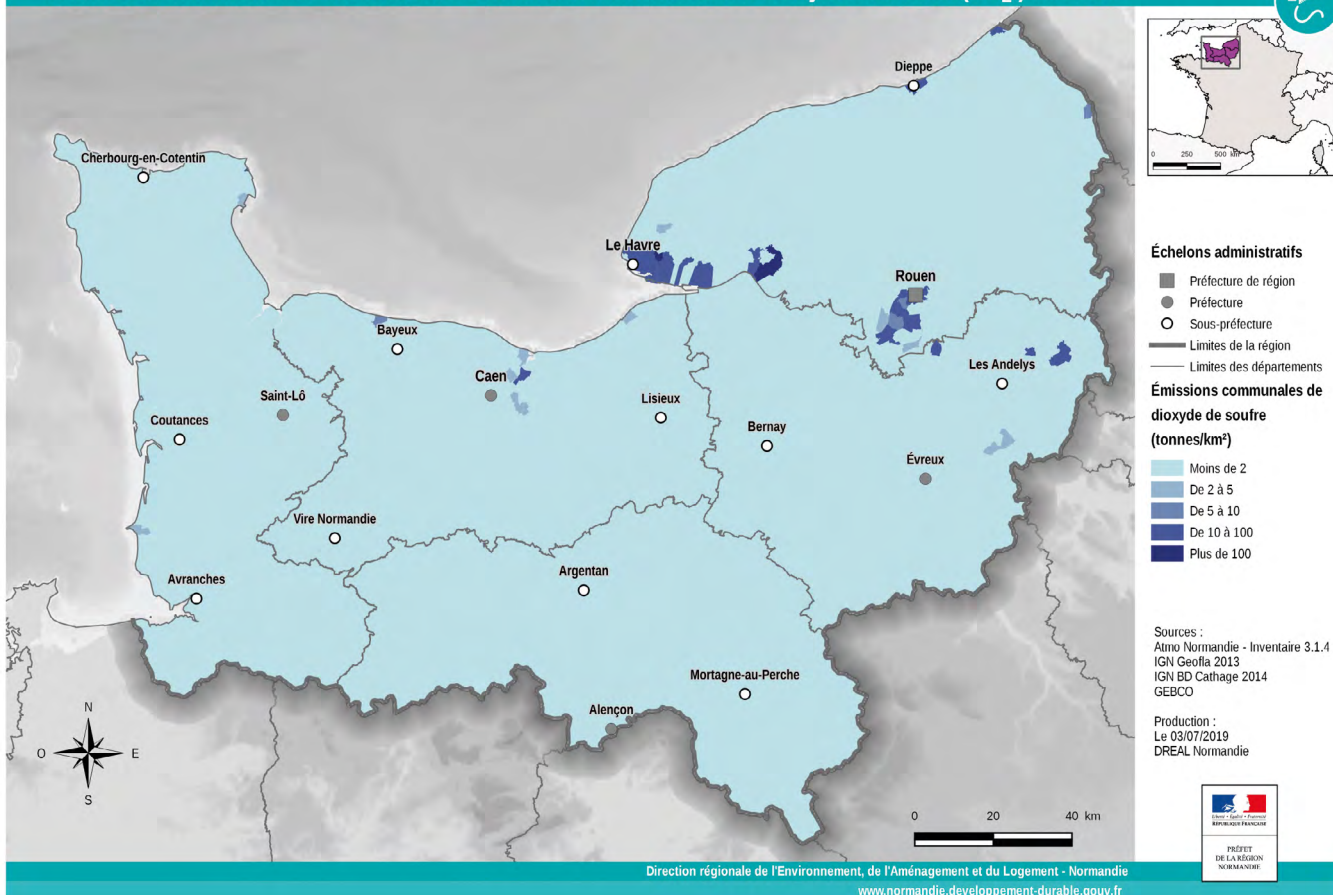 Dieppe
Cherbourg-en-Cotentin
Le Havre
Rouen
Bayeux
Caen
Les Andelys
Saint-Lô
Lisieux
Coutances
Bernay
Évreux
Vire Normandie
Argentan
Avranches
Mortagne-au-Perche
Alençon
N
O
E
S
0 20 40 km
0 250 500 km
Échelons administratifs
Préfecture de région
Préfecture
Sous-préfecture
Limites de la région
Limites des départements
Émissions communales de
dioxyde de soufre
(tonnes/km²)
Moins de 2
De 2 à 5
De 5 à 10
De 10 à 100
Plus de 100
Sources :
Atmo Normandie - Inventaire 3.1.4
IGN Geofla 2013
IGN BD Cathage 2014
GEBCO
Production :
Le 03/07/2019
DREAL Normandie
Liberté • Égalité • Fraternité
RÉPUBLIQUE FRANÇAISE
PRÉFET
DE LA RÉGION
NORMANDIE
Direction régionale de l'Environnement, de l'Aménagement et du Logement - Normandie
www.normandie.developpement-durable.gouv.fr